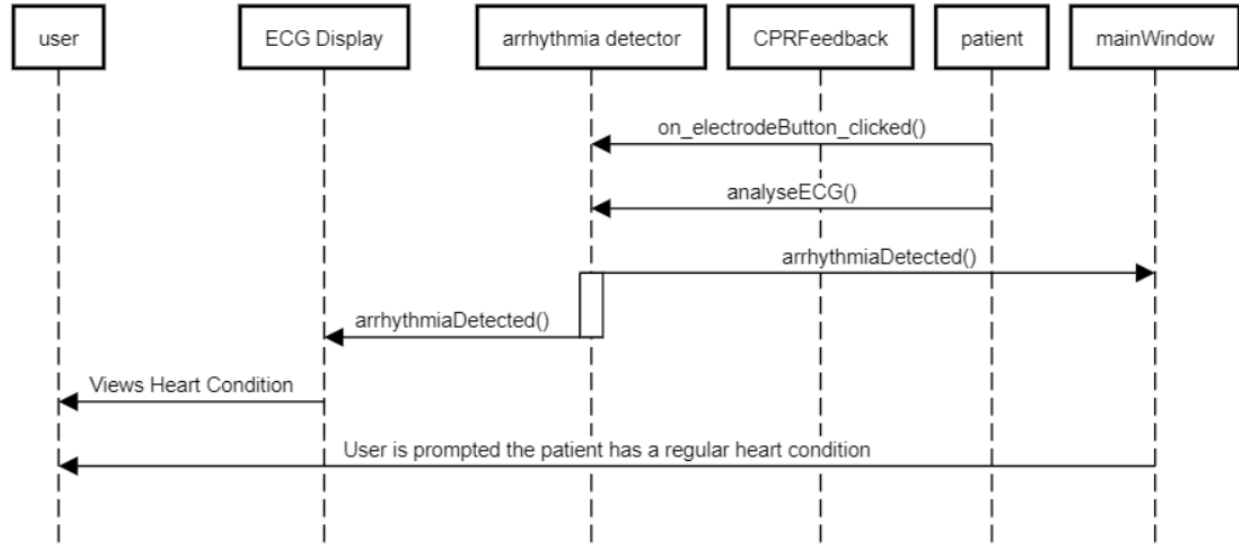 user
ECG Display
arrhythmia detector
CPRFeedback
patient
mainWindow
on_electrodeButton_clicked()
analyseECG()
arrhythmiaDetected()
arrhythmiaDetected()
Views Heart Condition
User is prompted the patient has a regular heart condition